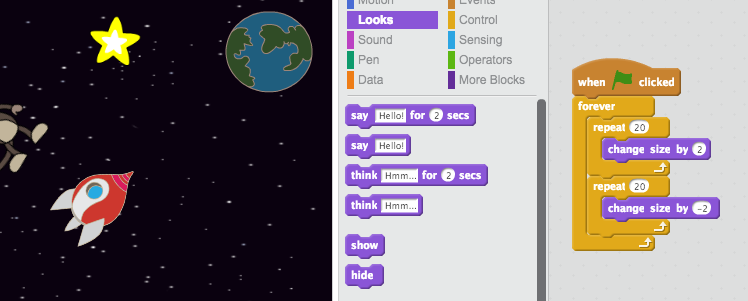 Motion Events
Looks Control
Sound Sensing
Pen Operators
Data More Blocks
say Hello! for 2 secs
say Hello!
think Hmm... for 2 secs
think Hmm...
show
hide
when clicked
forever
repeat 20
change size by 2
repeat 20
change size by -2